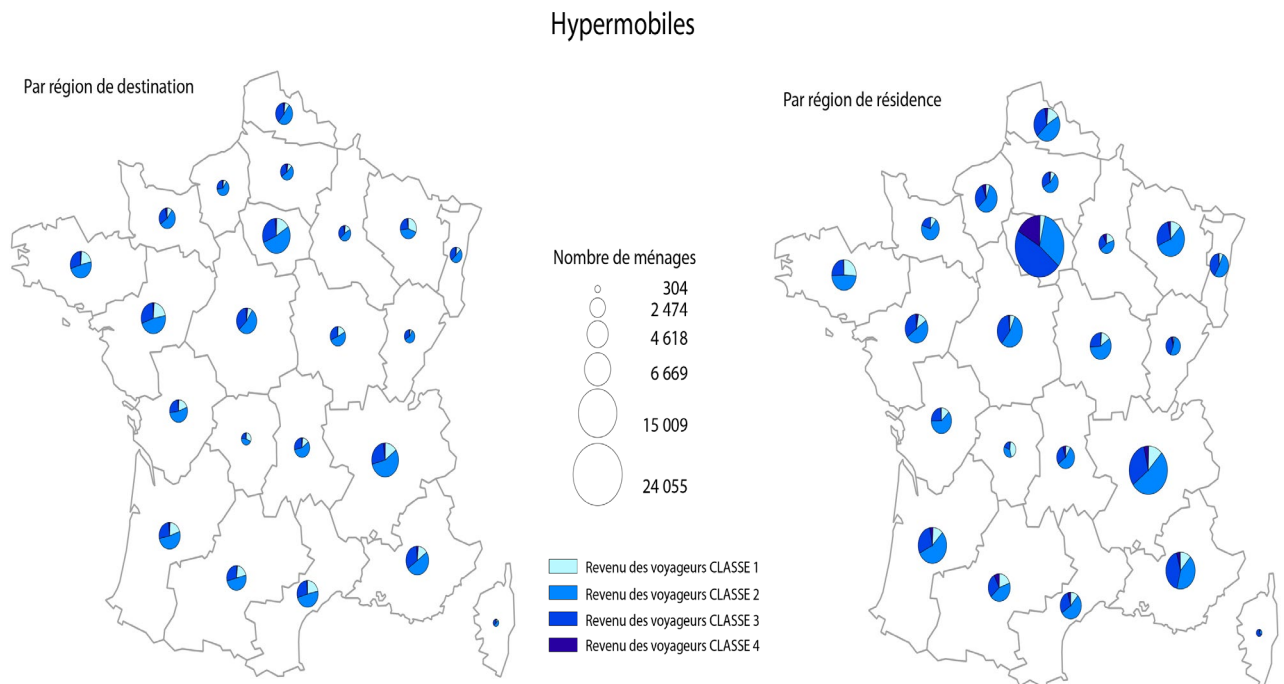 Hypermobiles
Par région de destination
Par région de résidence
Nombre de ménages
304
2 474
4 618
6 669
15 009
24 055
Revenu des voyageurs CLASSE 1
Revenu des voyageurs CLASSE 2
Revenu des voyageurs CLASSE 3
Revenu des voyageurs CLASSE 4